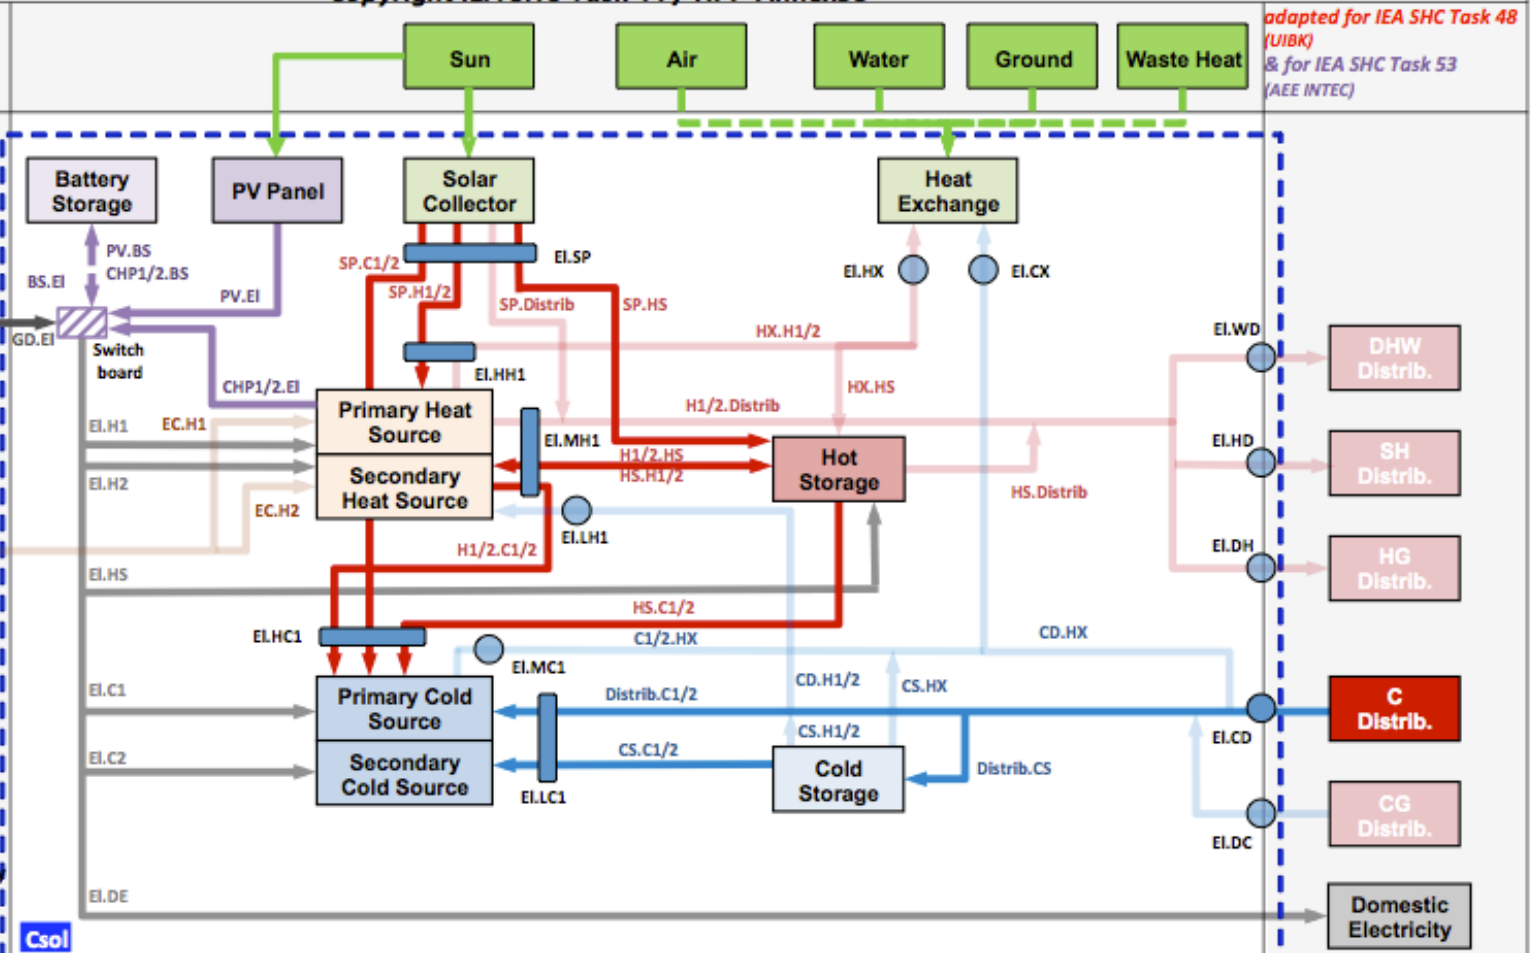 adapted for IEA SHC Task 48
(UIBK)
& for IEA SHC Task 53
(AEE INTEC)
Sun
Air
Water
Ground
Waste Heat
Battery
Storage
PV Panel
Solar
Collector
Heat
Exchange
PV.BS
CHP1/2.BS
BS.El
PV.El
GD.El
Switch
board
CHP1/2.El
SP.C1/2
El.SP
SP.H1/2
SP.Distrib
SP.HS
El.HX
El.CX
HX.H1/2
El.HH1
HX.HS
El.WD
DHW
Distrib.
Primary Heat
Source
Secondary
Heat Source
El.H1
EC.H1
El.H2
EC.H2
El.MH1
H1/2.Distrib
H1/2.HS
HS.H1/2
Hot
Storage
HS.Distrib
El.HD
SH
Distrib.
El.LH1
H1/2.C1/2
El.DH
HG
Distrib.
El.HS
HS.C1/2
El.HC1
C1/2.HX
CD.HX
El.MC1
El.C1
Primary Cold
Source
Secondary
Cold Source
Distrib.C1/2
CD.H1/2
CS.HX
C
Distrib.
El.CD
CS.H1/2
CS.C1/2
El.C2
El.LC1
Cold
Storage
Distrib.CS
CG
Distrib.
El.DC
El.DE
Domestic
Electricity
Csol